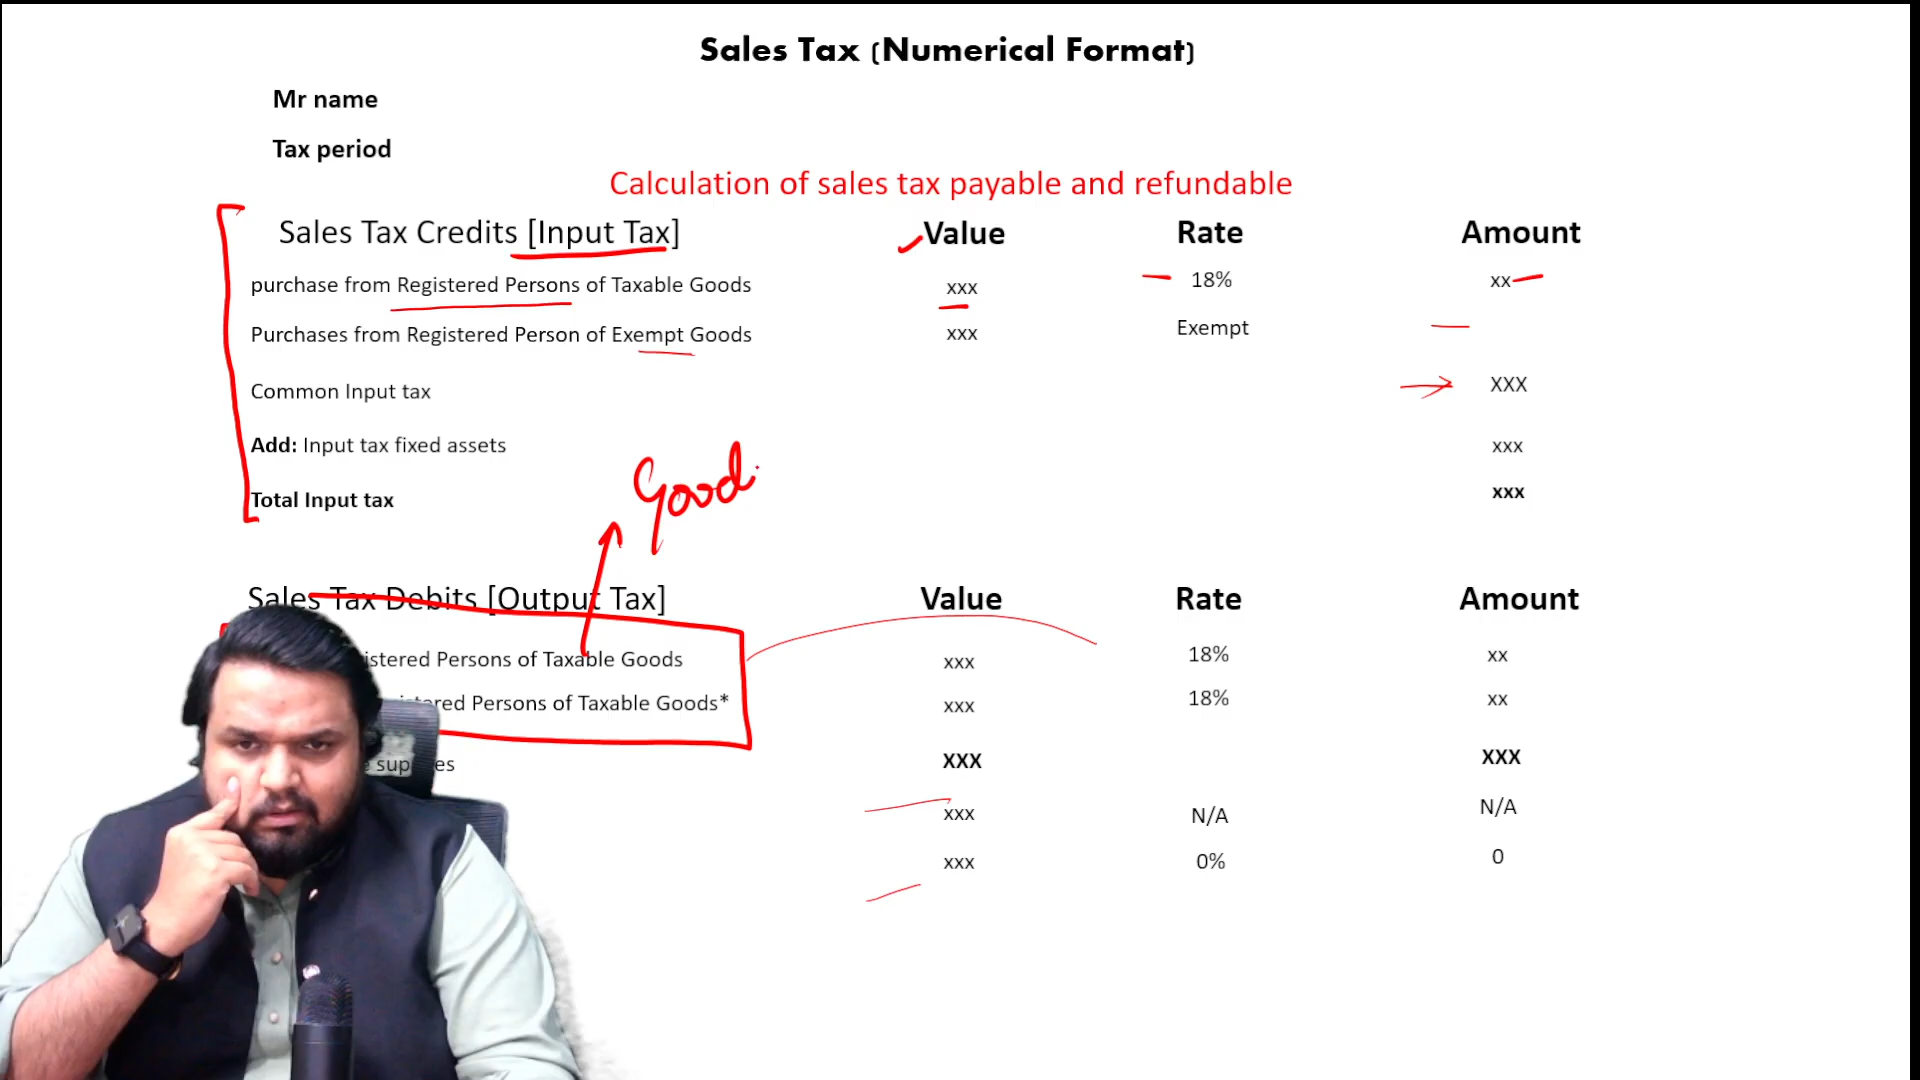 Sales Tax (Numerical Format)
Mr name
Tax period
Calculation of sales tax payable and refundable
Sales Tax Credits [Input Tax] Value Rate Amount
purchase from Registered Persons of Taxable Goods xxx 18% xx
Purchases from Registered Person of Exempt Goods xxx Exempt
Common Input tax XXX
Add: Input tax fixed assets xxx
Total Input tax xxx
Good
Sales Tax Debits [Output Tax] Value Rate Amount
Persons of Taxable Goods xxx 18% xx
Persons of Taxable Goods* xxx 18% xx
XXX XXX
xxx N/A N/A
xxx 0% 0